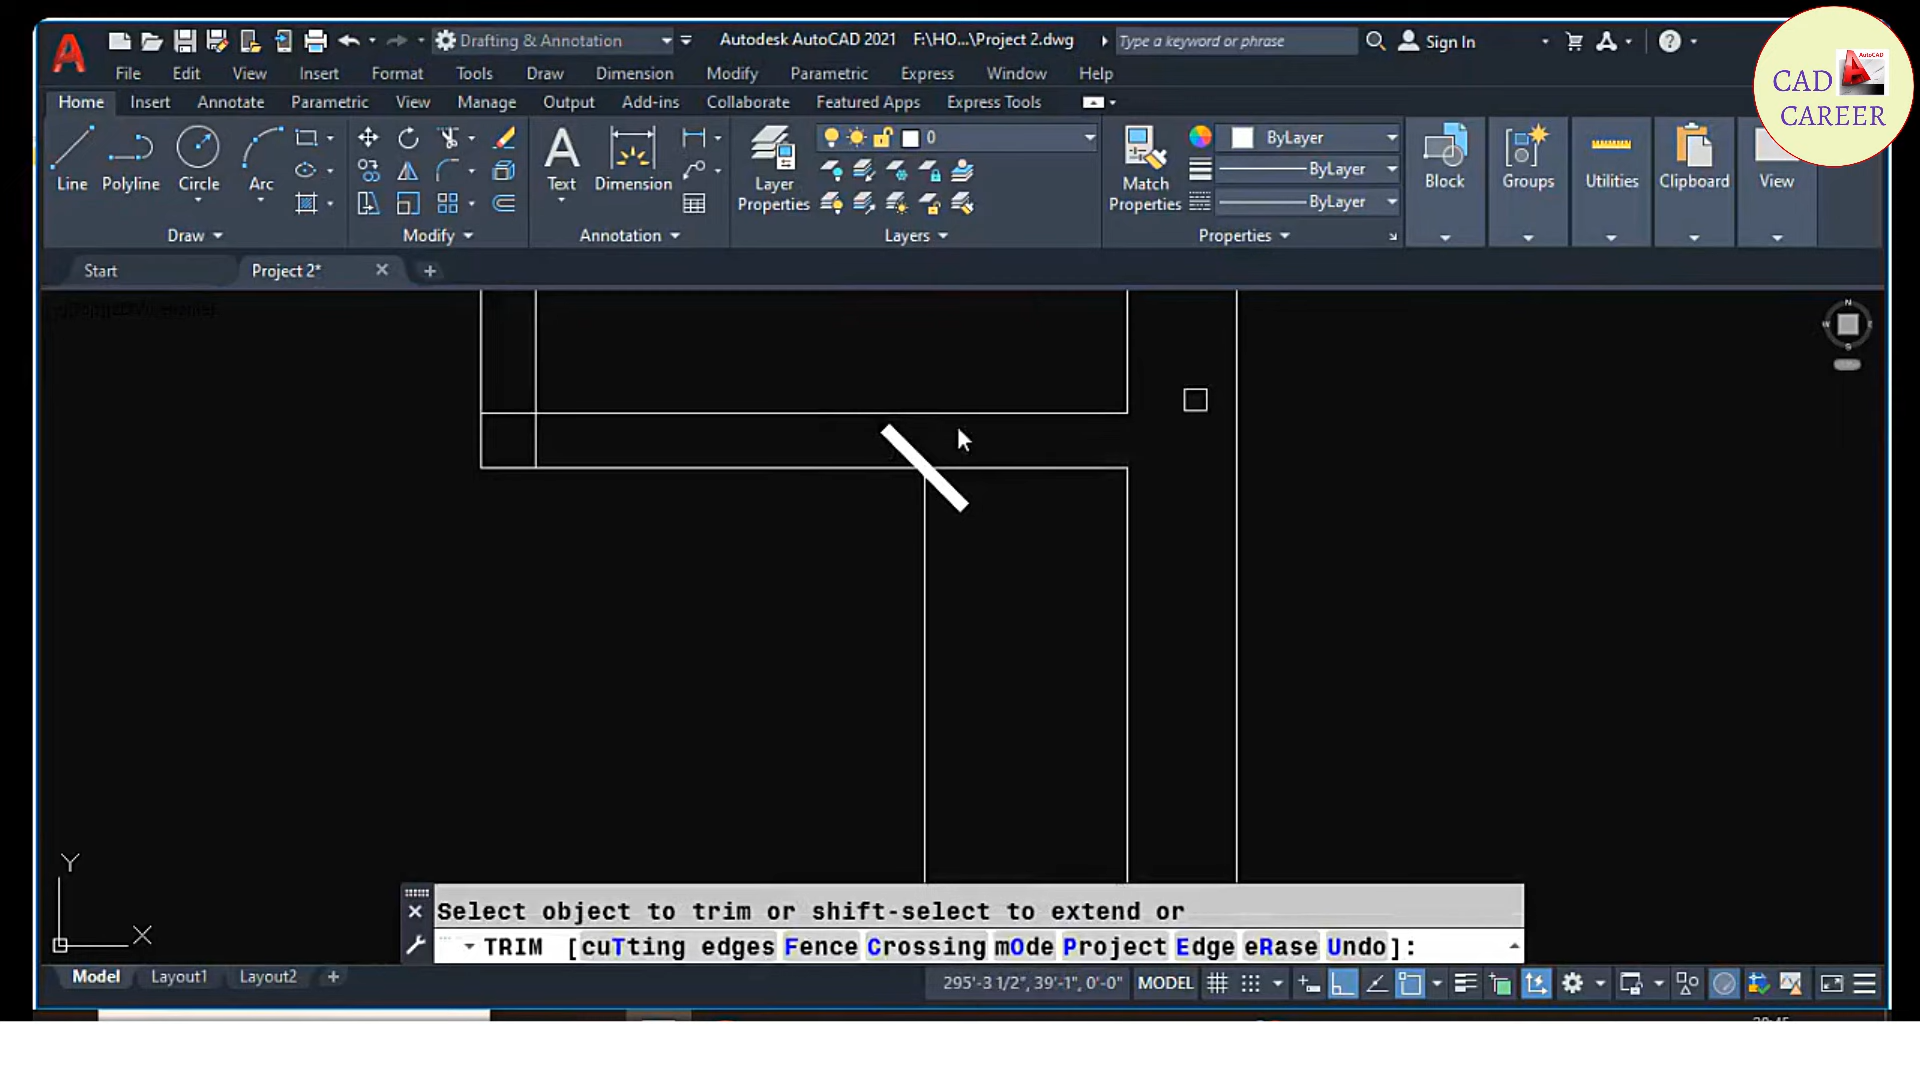 Drafting & Annotation
Autodesk AutoCAD 2021 F:\HO...\Project 2.dwg
Type a keyword or phrase
Sign In
CAD
CAREER
File Edit View Insert Format Tools Draw Dimension Modify Parametric Express Window Help
Home Insert Annotate Parametric View Manage Output Add-ins Collaborate Featured Apps Express Tools
0
ByLayer
ByLayer
ByLayer
Line Polyline Circle Arc
Text Dimension
Layer
Properties
Match
Properties
Block Groups Utilities Clipboard View
Draw Modify Annotation Layers Properties
Start Project 2*
N
W
S
Y
X
Select object to trim or shift-select to extend or
TRIM [cuTting edges Fence Crossing mOde Project Edge eRase Undo]:
Model Layout1 Layout2
295'-3 1/2", 39'-1", 0'-0" MODEL